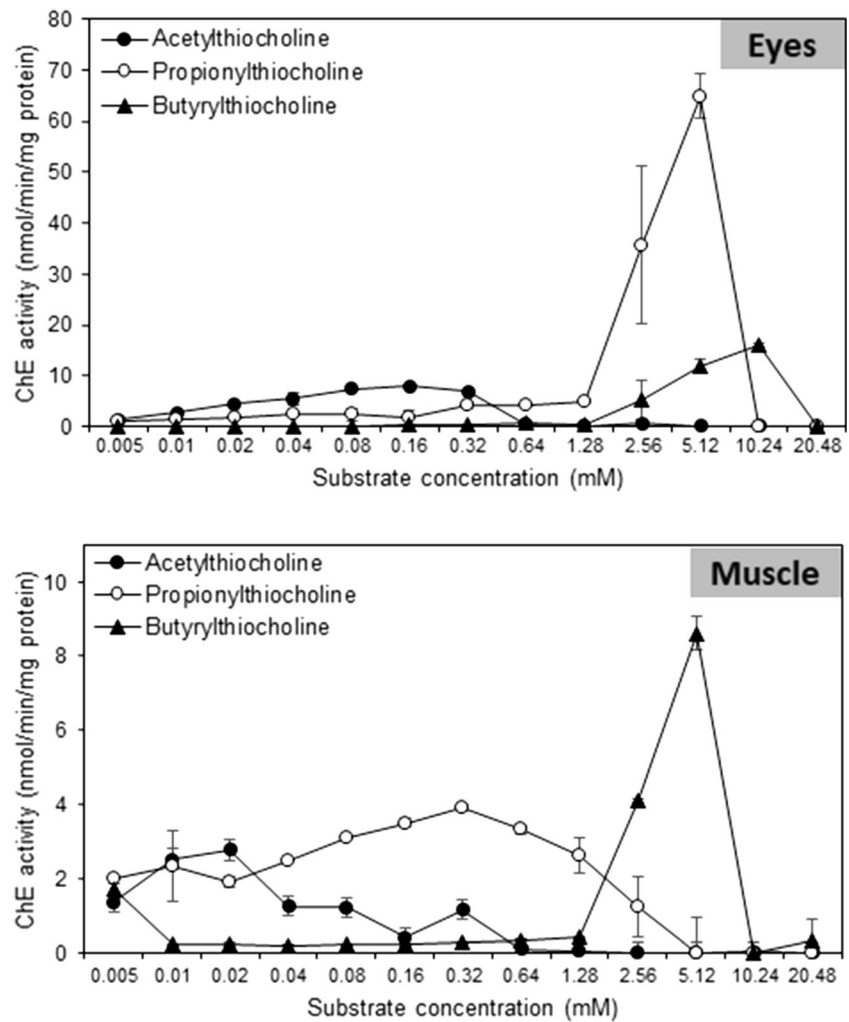 Eyes
Acetylthiocholine
Propionylthiocholine
Butyrylthiocholine
ChE activity (nmol/min/mg protein)
80
70
60
50
40
30
20
10
0
0.005 0.01 0.02 0.04 0.08 0.16 0.32 0.64 1.28 2.56 5.12 10.24 20.48
Substrate concentration (mM)
Muscle
Acetylthiocholine
Propionylthiocholine
Butyrylthiocholine
ChE activity (nmol/min/mg protein)
10
8
6
4
2
0
0.005 0.01 0.02 0.04 0.08 0.16 0.32 0.64 1.28 2.56 5.12 10.24 20.48
Substrate concentration (mM)